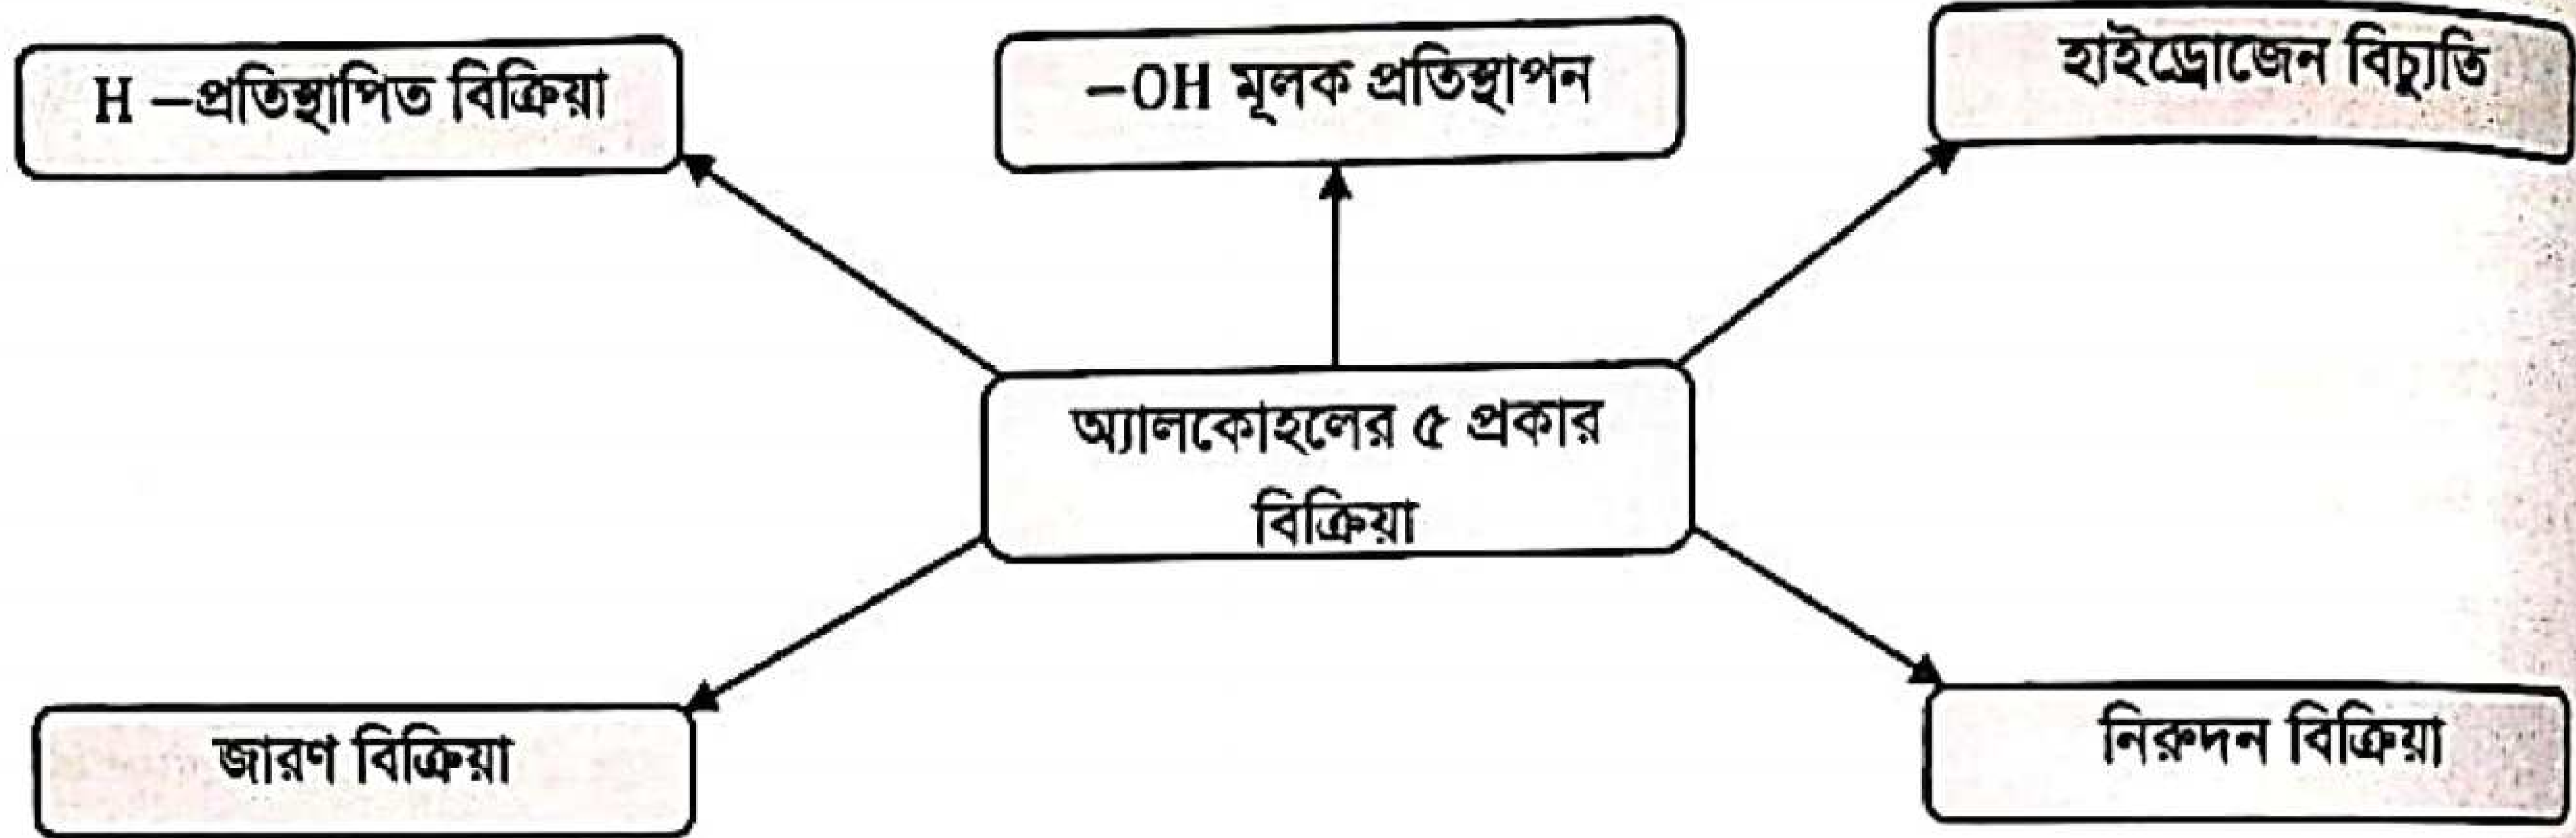 H –প্রতিস্থাপিত বিক্রিয়া
–OH মূলক প্রতিস্থাপন
হাইড্রোজেন বিচ্যুতি
অ্যালকোহলের ৫ প্রকার
বিক্রিয়া
জারণ বিক্রিয়া
নিরুদন বিক্রিয়া